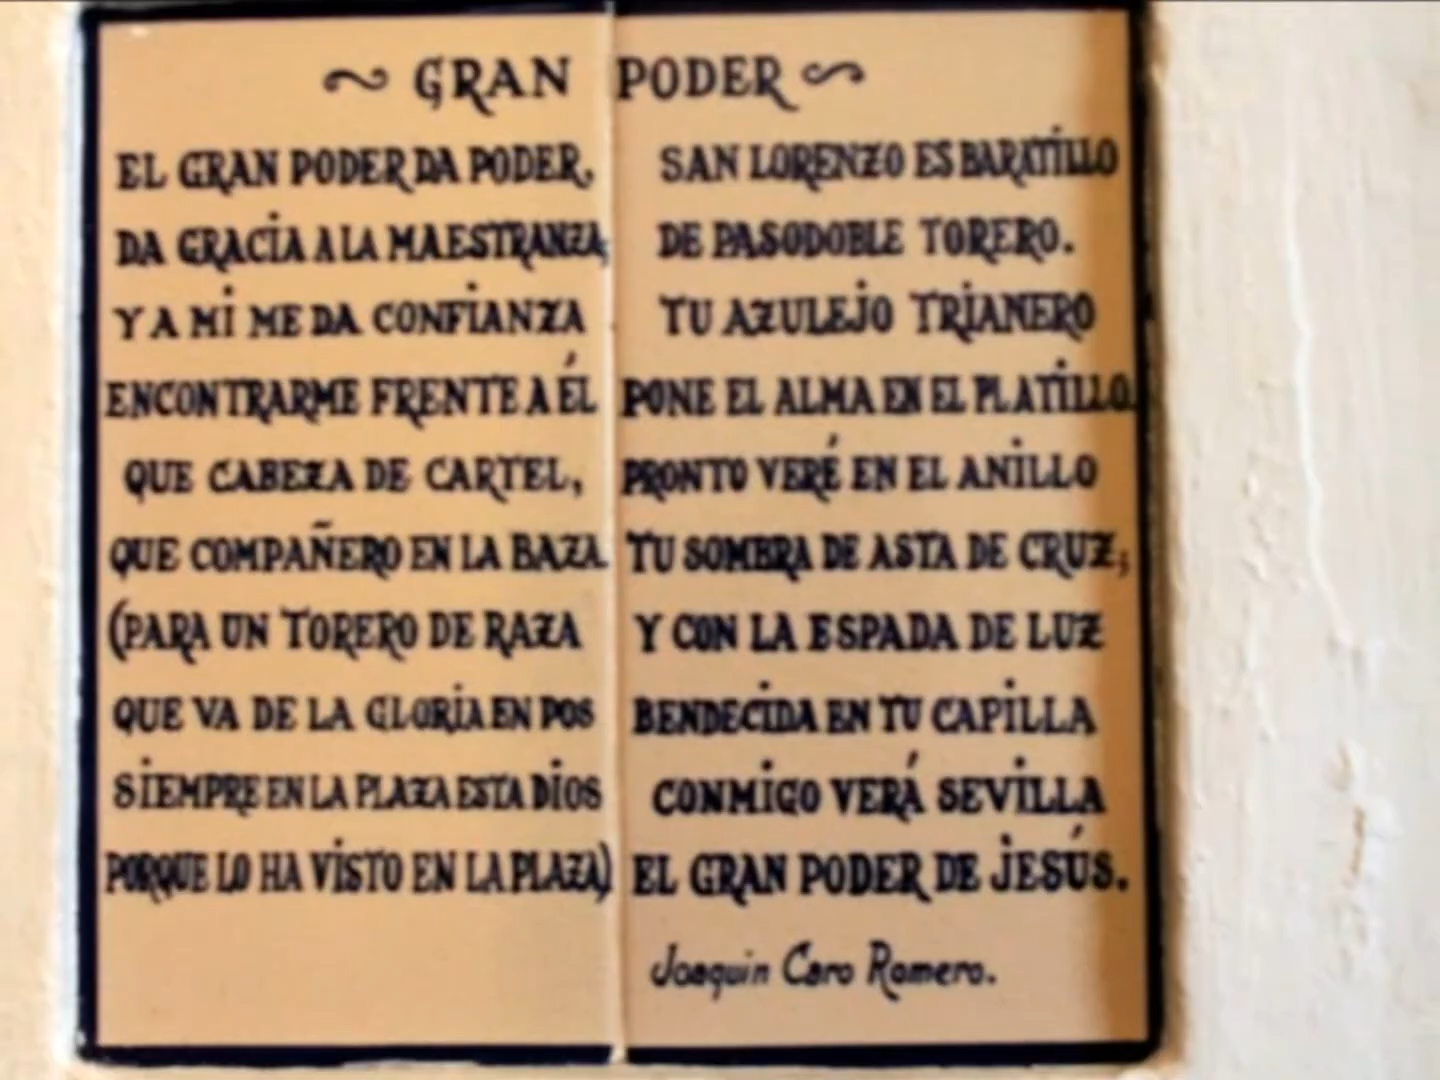 ~ GRAN PODER ~
EL GRAN PODER DA PODER,
DA GRACIA A LA MAESTRANZA,
Y A MI ME DA CONFIANZA
ENCONTRARME FRENTE A ÉL
QUE CABEZA DE CARTEL,
QUE COMPAÑERO EN LA BAZA
(PARA UN TORERO DE RAZA
QUE VA DE LA GLORIA EN POS
SIEMPRE EN LA PLAZA ESTA DIOS
PORQUE LO HA VISTO EN LA PLAZA)
SAN LORENZO ES BARATILLO
DE PASODOBLE TORERO.
TU AZULEJO TRIANERO
PONE EL ALMA EN EL PLATILLO.
PRONTO VERÉ EN EL ANILLO
TU SOMBRA DE ASTA DE CRUZ;
Y CON LA ESPADA DE LUZ
BENDECIDA EN TU CAPILLA
CONMIGO VERÁ SEVILLA
EL GRAN PODER DE JESÚS.
Joaquin Caro Romero.